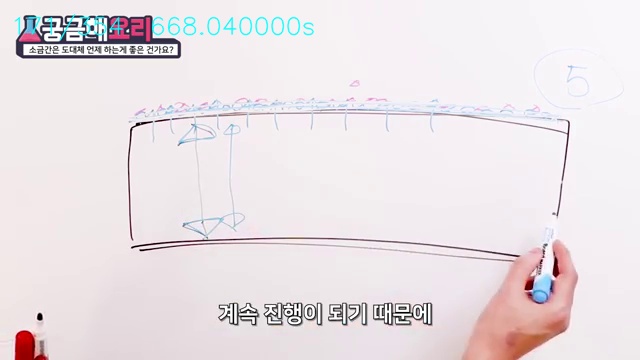 668.040000s
궁금해요리
소금간은 도대체 언제 하는게 좋은 건가요?
5
계속 진행이 되기 때문에